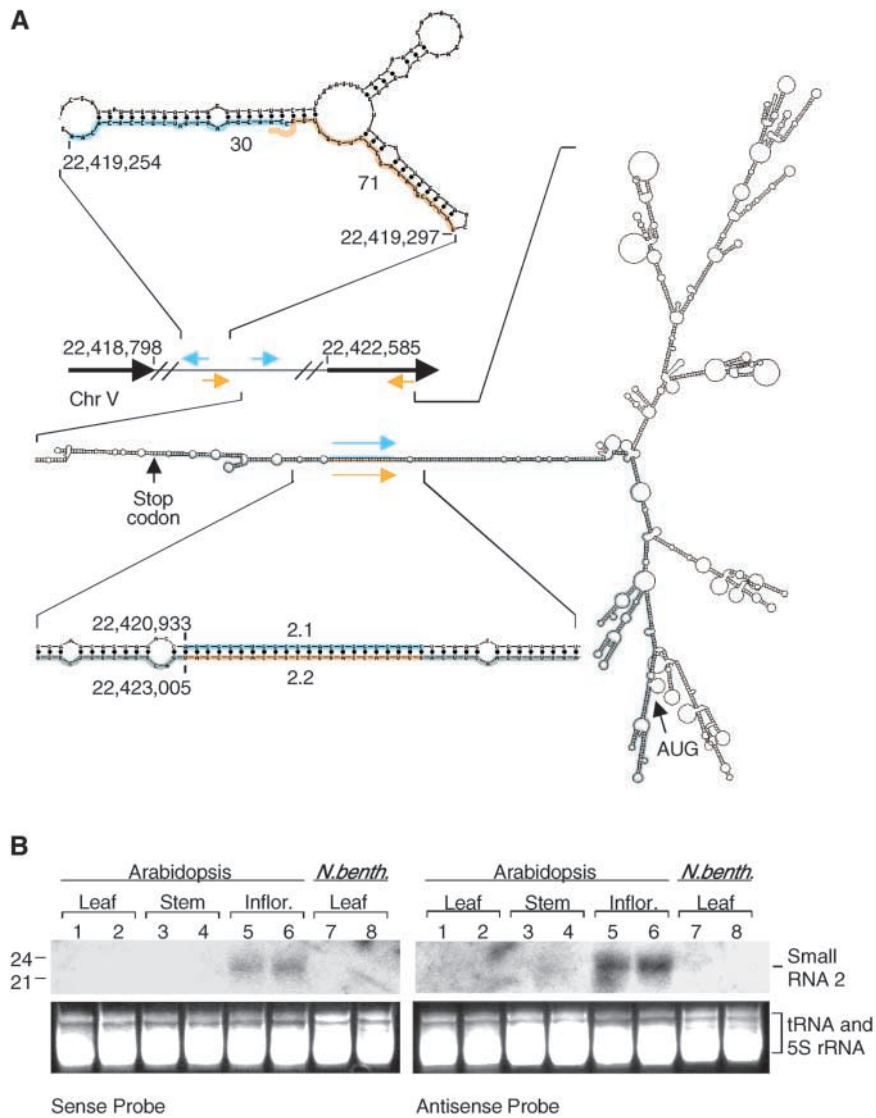 A
22,419,254
30
71
22,419,297
22,418,798
22,422,585
Chr V
Stop codon
22,420,933
2.1
2.2
22,423,005
AUG
B
Arabidopsis
N.benth.
Arabidopsis
N.benth.
Leaf Stem Inflor. Leaf
Leaf Stem Inflor. Leaf
1 2 3 4 5 6 7 8
1 2 3 4 5 6 7 8
24
21
Small RNA 2
tRNA and 5S rRNA
Sense Probe
Antisense Probe